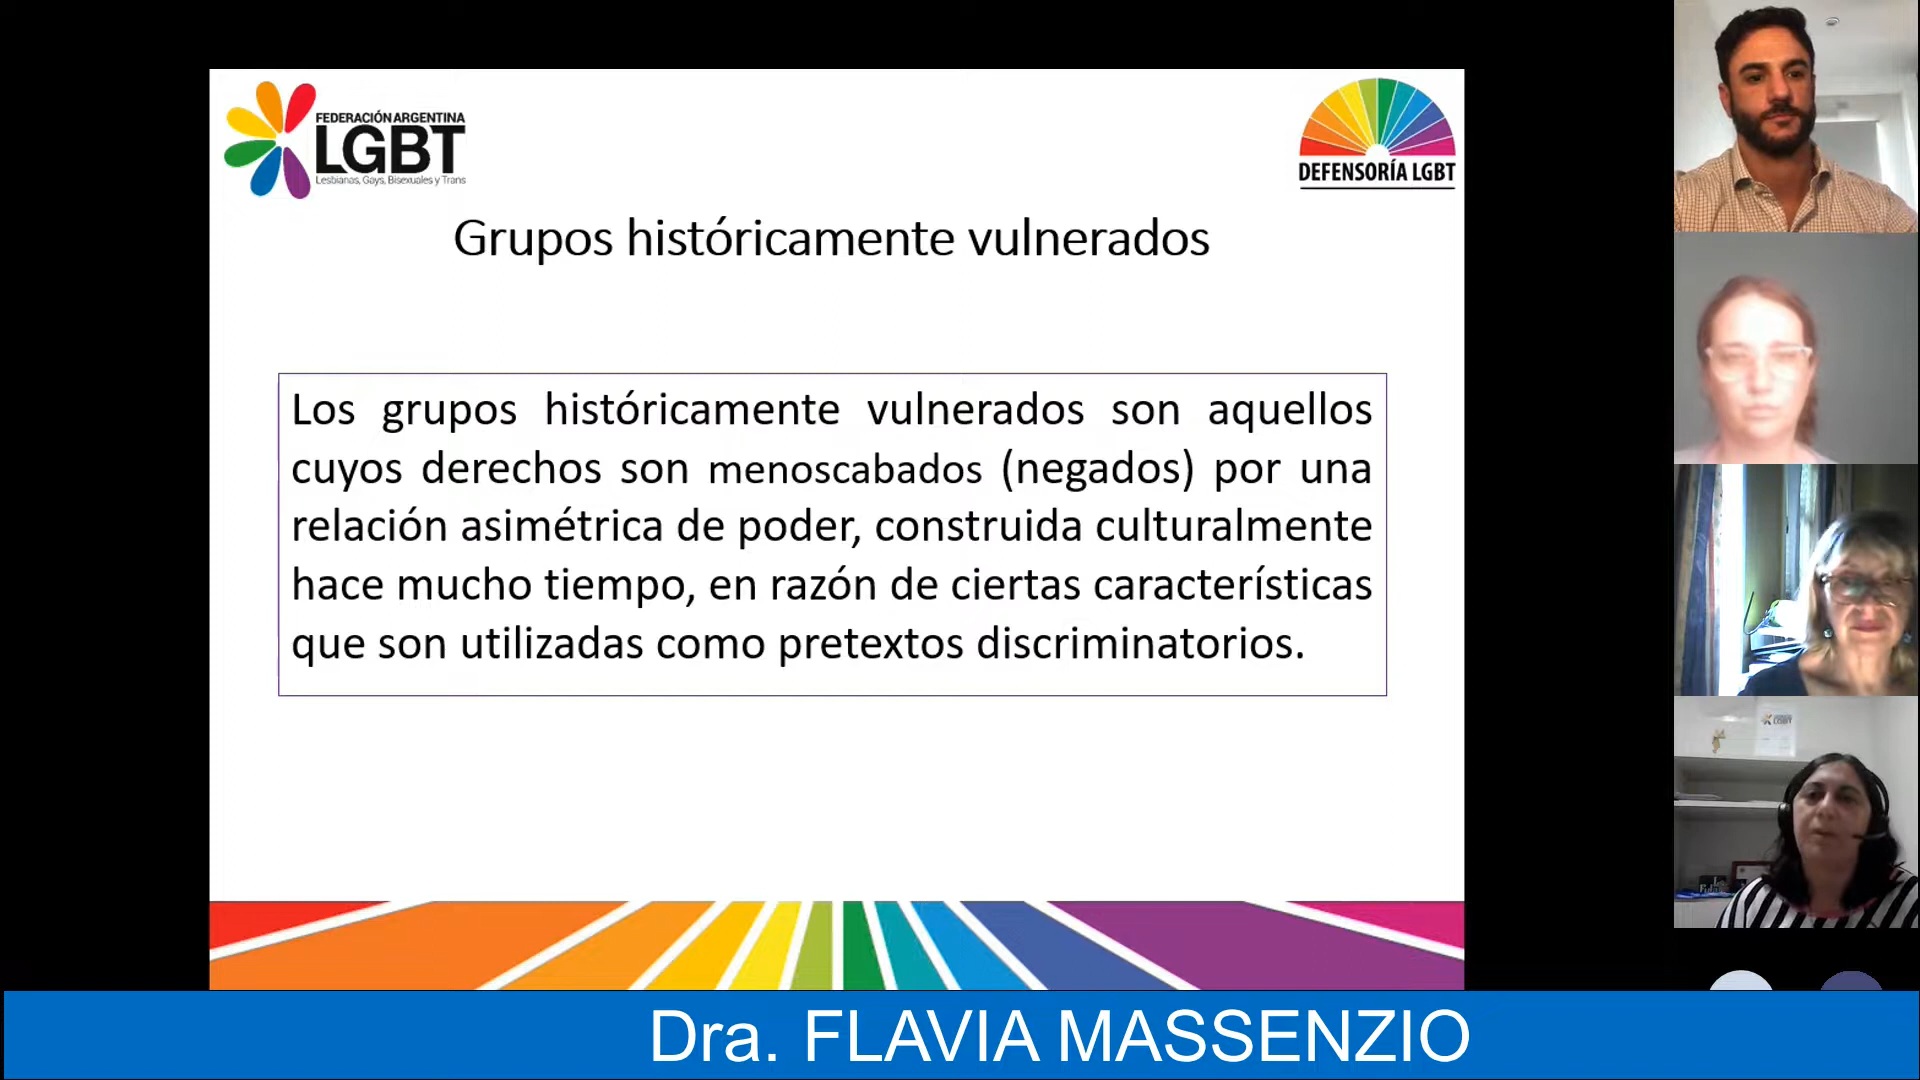 FEDERACIÓN ARGENTINA
LGBT
Lesbianas, Gays, Bisexuales y Trans
DEFENSORÍA LGBT
Grupos históricamente vulnerados
Los grupos históricamente vulnerados son aquellos
cuyos derechos son menoscabados (negados) por una
relación asimétrica de poder, construida culturalmente
hace mucho tiempo, en razón de ciertas características
que son utilizadas como pretextos discriminatorios.
LGBT
Dra. FLAVIA MASSENZIO